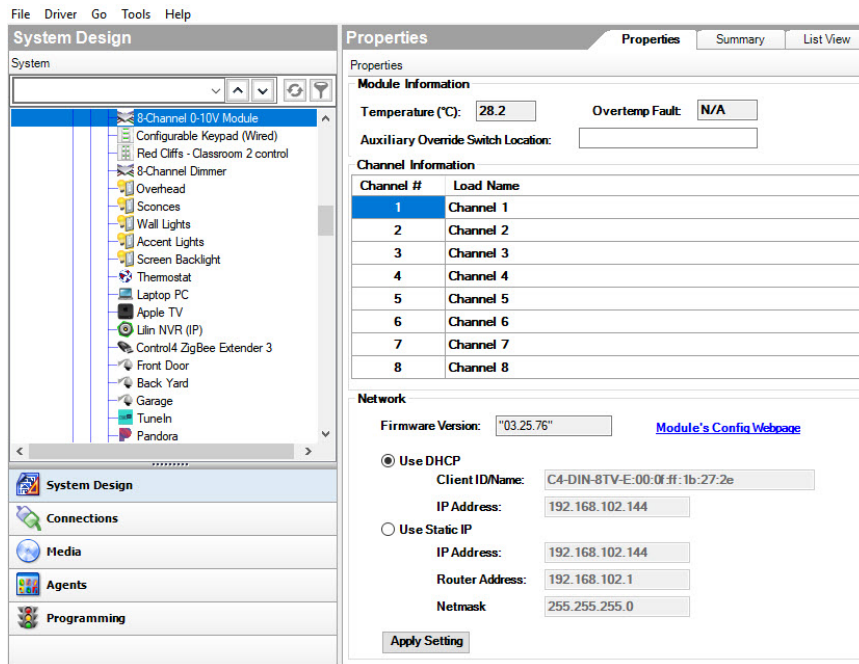 File Driver Go Tools Help
System Design
System
8-Channel 0-10V Module
Configurable Keypad (Wired)
Red Cliffs - Classroom 2 control
8-Channel Dimmer
Overhead
Sconces
Wall Lights
Accent Lights
Screen Backlight
Thermostat
Laptop PC
Apple TV
Lilin NVR (IP)
Control4 ZigBee Extender 3
Front Door
Back Yard
Garage
TuneIn
Pandora
System Design
Connections
Media
Agents
Programming
Properties
Properties Summary List View
Properties
Module Information
Temperature (°C): 28.2 Overtemp Fault: N/A
Auxiliary Override Switch Location:
Channel Information
Channel # Load Name
1 Channel 1
2 Channel 2
3 Channel 3
4 Channel 4
5 Channel 5
6 Channel 6
7 Channel 7
8 Channel 8
Network
Firmware Version: "03.25.76" Module's Config Webpage
Use DHCP
Client ID/Name: C4-DIN-8TV-E:00:0f:ff:1b:27:2e
IP Address: 192.168.102.144
Use Static IP
IP Address: 192.168.102.144
Router Address: 192.168.102.1
Netmask 255.255.255.0
Apply Setting